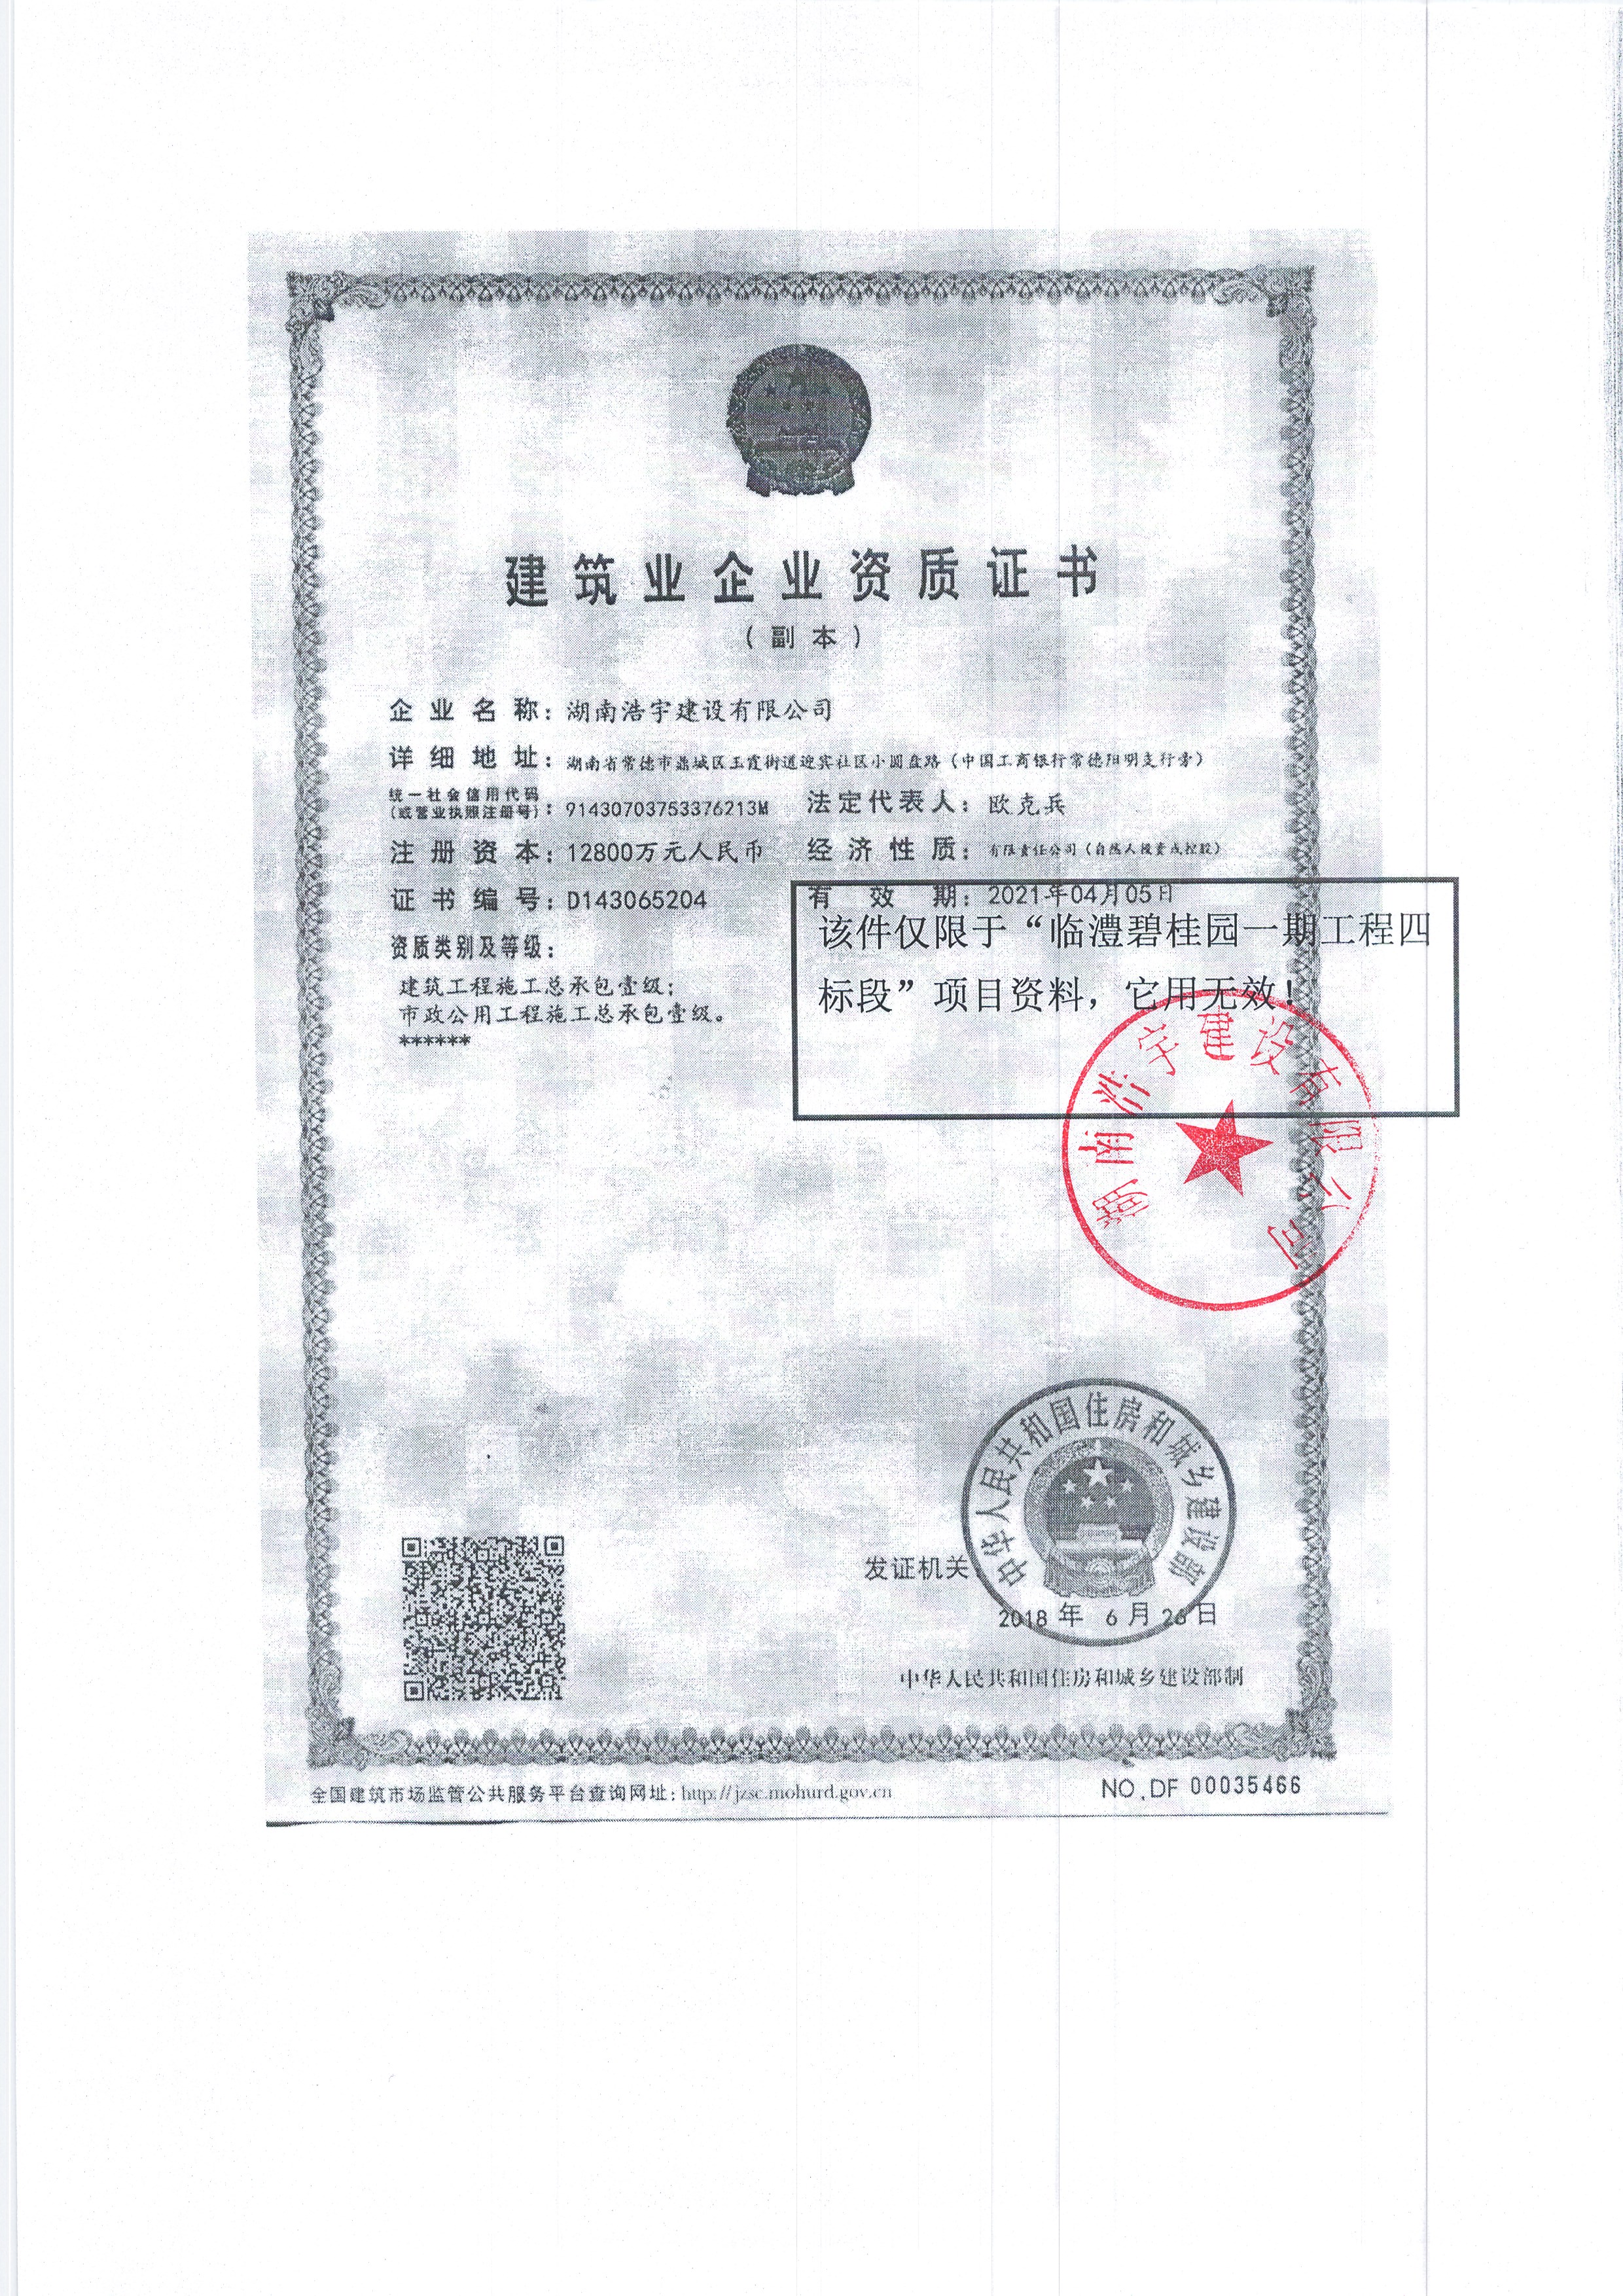 建筑业企业资质证书
（副本）
企业名称：湖南浩宇建设有限公司
详细地址：湖南省常德市鼎城区玉霞街道迎宾社区小圆盘路（中国工商银行常德阳明支行旁）
统一社会信用代码
（或营业执照注册号）：91430703753376213M
法定代表人：欧克兵
注册资本：12800万元人民币
经济性质：有限责任公司（自然人投资或控股）
证书编号：D143065204
有效期：2021年04月05日
资质类别及等级：
建筑工程施工总承包壹级；
市政公用工程施工总承包壹级。
******
该件仅限于“临澧碧桂园一期工程四
标段”项目资料，它用无效！
湖南浩宇建设有限公司
中华人民共和国住房和城乡建设部
发证机关：
2018年 6月 26日
中华人民共和国住房和城乡建设部制
全国建筑市场监管公共服务平台查询网址：http://jzsc.mohurd.gov.cn
NO.DF 00035466